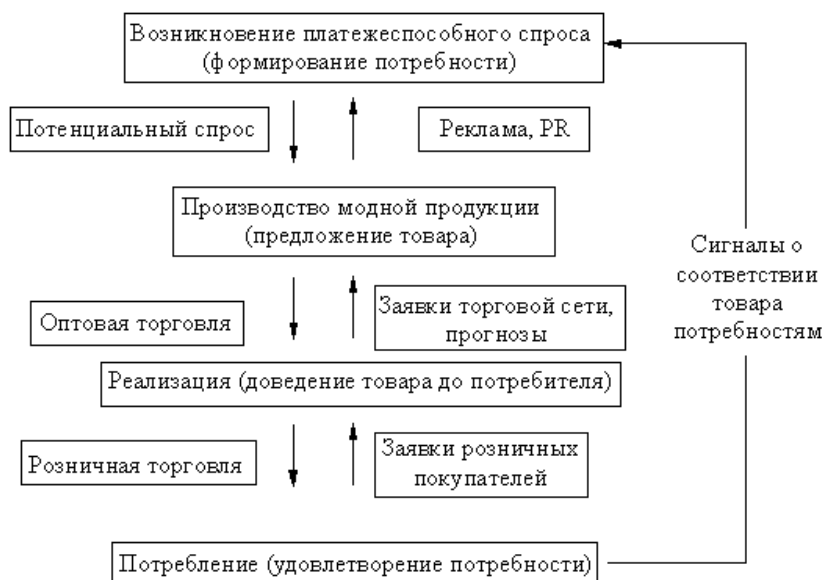 Возникновение платежеспособного спроса
(формирование потребности)
Потенциальный спрос
Реклама, PR
Производство модной продукции
(предложение товара)
Сигналы о
соответствии
товара
потребностям
Оптовая торговля
Заявки торговой сети,
прогнозы
Реализация (доведение товара до потребителя)
Розничная торговля
Заявки розничных
покупателей
Потребление (удовлетворение потребности)